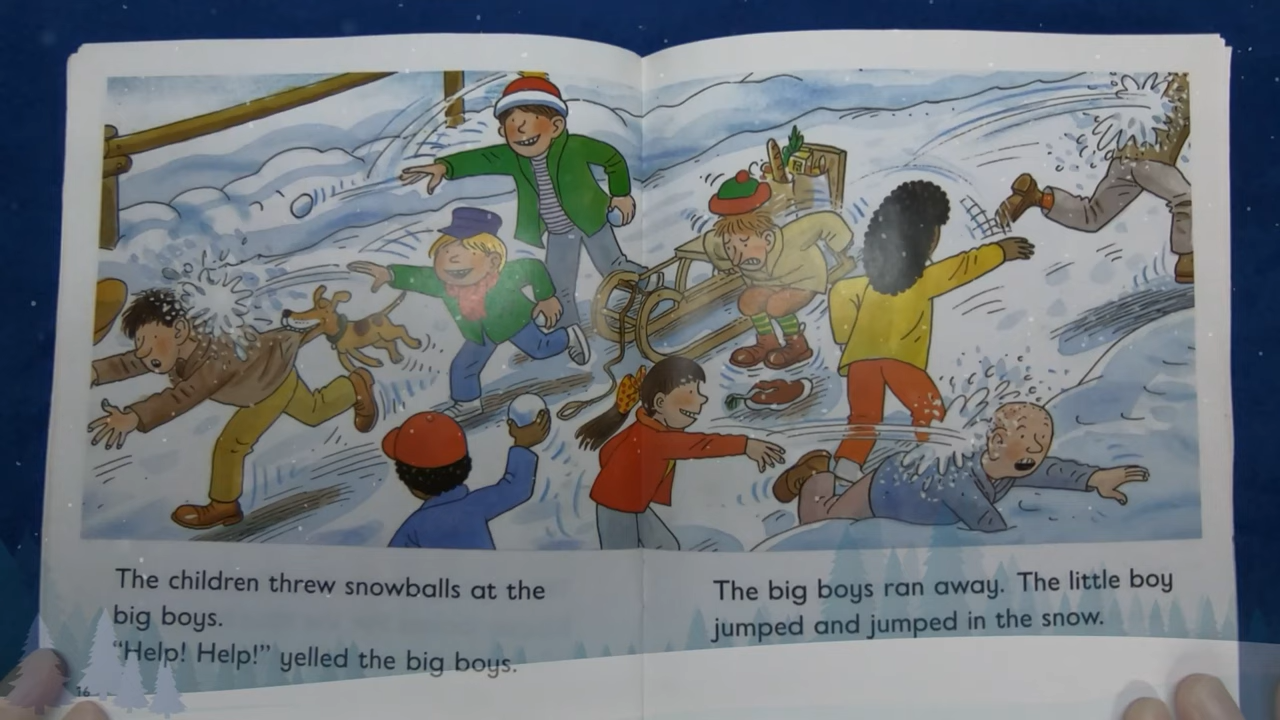 The children threw snowballs at the
big boys.
"Help! Help!" yelled the big boys.
16
The big boys ran away. The little boy
jumped and jumped in the snow.